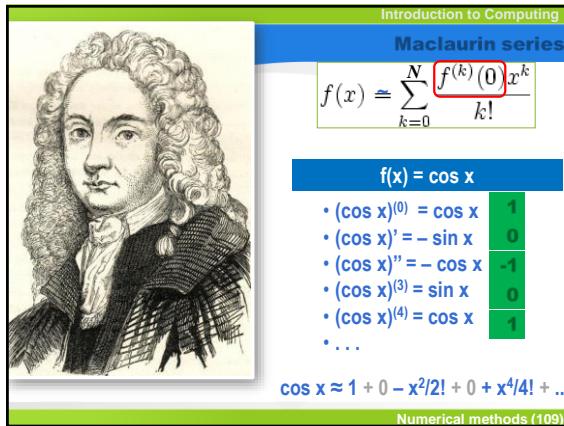 Introduction to Computing
Maclaurin series
f(x) ≃ ∑_{k=0}^{N} f^{(k)}(0)x^k / k!
f(x) = cos x
• (cos x)⁽⁰⁾ = cos x 1
• (cos x)’ = – sin x 0
• (cos x)” = – cos x -1
• (cos x)⁽³⁾ = sin x 0
• (cos x)⁽⁴⁾ = cos x 1
• . . .
cos x ≈ 1 + 0 – x²/2! + 0 + x⁴/4! + ..
Numerical methods (109)